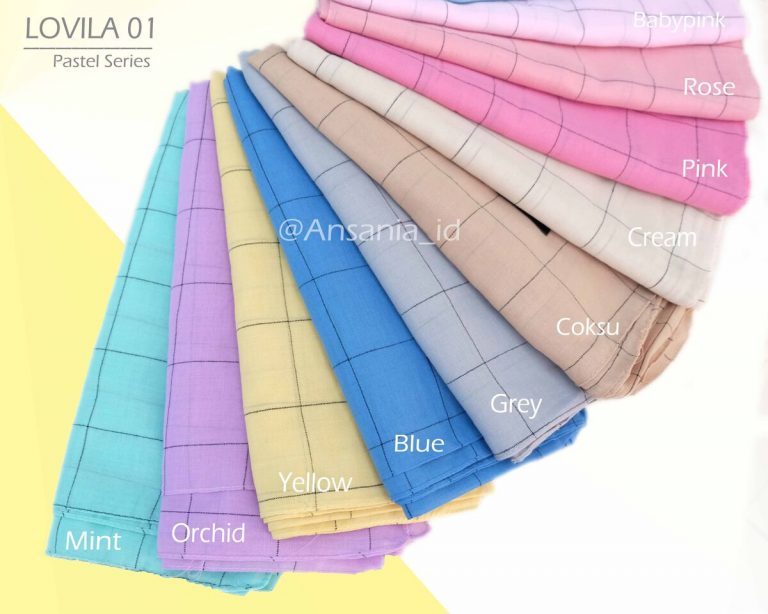 LOVILA 01
Pastel Series
Babypink
Rose
Pink
@Ansania_id
Cream
Coksu
Grey
Blue
Yellow
Orchid
Mint